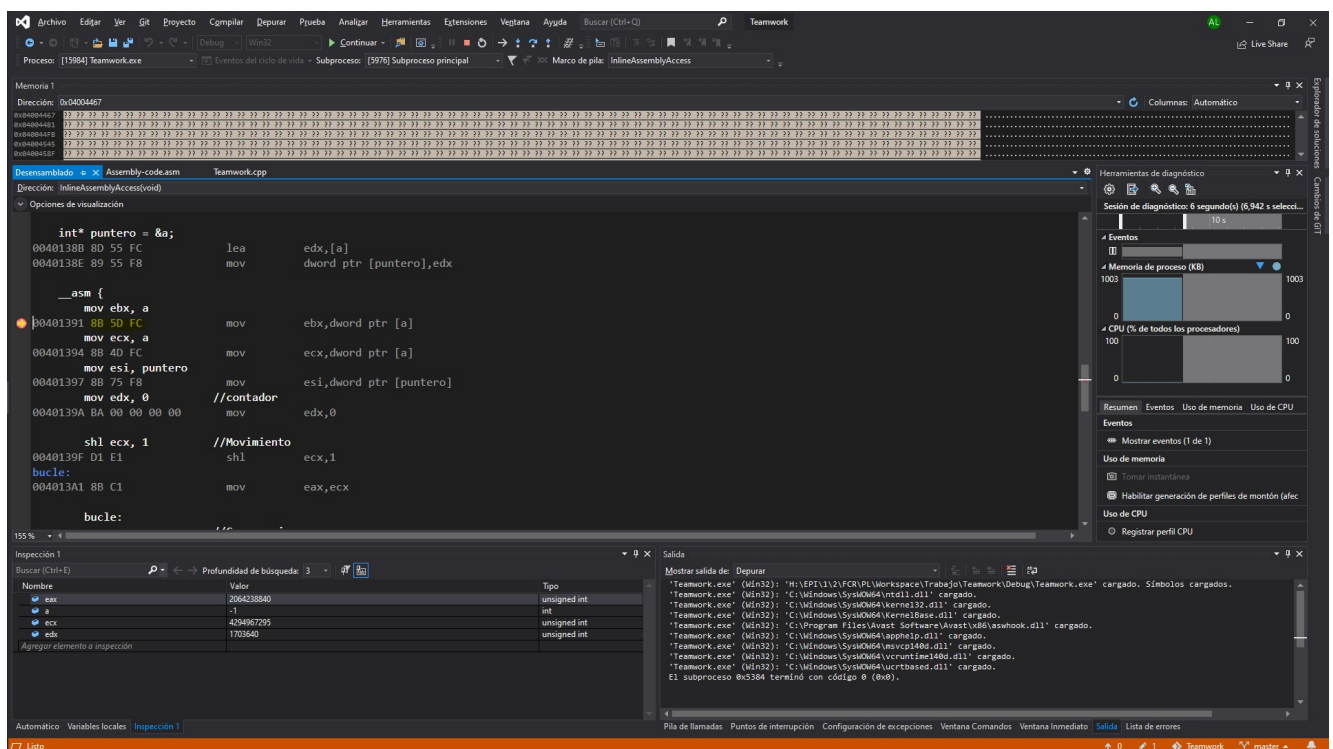 Archivo Editar Ver Git Proyecto Compilar Depurar Prueba Analizar Herramientas Extensiones Ventana Ayuda Buscar (Ctrl+Q) Teamwork AL
Debug Win32 Continuar Live Share
Proceso: [15984] Teamwork.exe Eventos del ciclo de vida Subproceso: [5976] Subproceso principal Marco de pila: InlineAssemblyAccess
Memoria 1
Dirección: 0x04004467 Columnas: Automático
0x04004467
0x04004481
0x040044FB
0x04004545
0x0400458F
Explorador de soluciones Cambios de GIT
Desensamblado Assembly-code.asm Teamwork.cpp
Dirección: InlineAssemblyAccess(void)
Opciones de visualización
int* puntero = &a;
0040138B 8D 55 FC lea edx,[a]
0040138E 89 55 F8 mov dword ptr [puntero],edx
__asm {
mov ebx, a
00401391 8B 5D FC mov ebx,dword ptr [a]
mov ecx, a
00401394 8B 4D FC mov ecx,dword ptr [a]
mov esi, puntero
00401397 8B 75 F8 mov esi,dword ptr [puntero]
mov edx, 0 //contador
0040139A BA 00 00 00 00 mov edx,0
shl ecx, 1 //Movimiento
0040139F D1 E1 shl ecx,1
bucle:
004013A1 8B C1 mov eax,ecx
bucle:
155 %
Herramientas de diagnóstico
Sesión de diagnóstico: 6 segundo(s) (6,942 s selecci...
10 s
Eventos
Memoria de proceso (KB)
1003 1003
0 0
CPU (% de todos los procesadores)
100 100
0 0
Resumen Eventos Uso de memoria Uso de CPU
Eventos
Mostrar eventos (1 de 1)
Uso de memoria
Tomar instantánea
Habilitar generación de perfiles de montón (afec
Uso de CPU
Registrar perfil CPU
Inspección 1
Buscar (Ctrl+E) Profundidad de búsqueda: 3
Nombre Valor Tipo
eax 2064238840 unsigned int
a -1 int
ecx 4294967295 unsigned int
edx 1703640 unsigned int
Agregar elemento a inspección
Automático Variables locales Inspección 1
Salida
Mostrar salida de: Depurar
'Teamwork.exe' (Win32): 'H:\EPI\1\2\FCR\PL\Workspace\Trabajo\Teamwork\Debug\Teamwork.exe' cargado. Símbolos cargados.
'Teamwork.exe' (Win32): 'C:\Windows\SysWOW64\ntdll.dll' cargado.
'Teamwork.exe' (Win32): 'C:\Windows\SysWOW64\kernel32.dll' cargado.
'Teamwork.exe' (Win32): 'C:\Windows\SysWOW64\KernelBase.dll' cargado.
'Teamwork.exe' (Win32): 'C:\Program Files\Avast Software\Avast\x86\aswhook.dll' cargado.
'Teamwork.exe' (Win32): 'C:\Windows\SysWOW64\apphelp.dll' cargado.
'Teamwork.exe' (Win32): 'C:\Windows\SysWOW64\msvcp140d.dll' cargado.
'Teamwork.exe' (Win32): 'C:\Windows\SysWOW64\vcruntime140d.dll' cargado.
'Teamwork.exe' (Win32): 'C:\Windows\SysWOW64\ucrtbased.dll' cargado.
El subproceso 0x5384 terminó con código 0 (0x0).
Pila de llamadas Puntos de interrupción Configuración de excepciones Ventana Comandos Ventana Inmediato Salida Lista de errores
Listo 0 1 Teamwork master